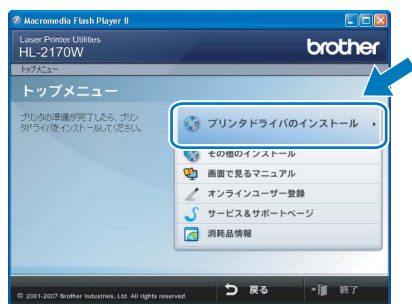 Macromedia Flash Player 8
Laser Printer Utilities
HL-2170W
brother
トップメニュー
トップメニュー
プリンタの準備が完了したら、プリン
タドライバをインストールしてください。
プリンタドライバのインストール
その他のインストール
画面で見るマニュアル
オンラインユーザー登録
サービス&サポートページ
消耗品情報
© 2001-2007 Brother Industries, Ltd. All rights reserved.
戻る
終了